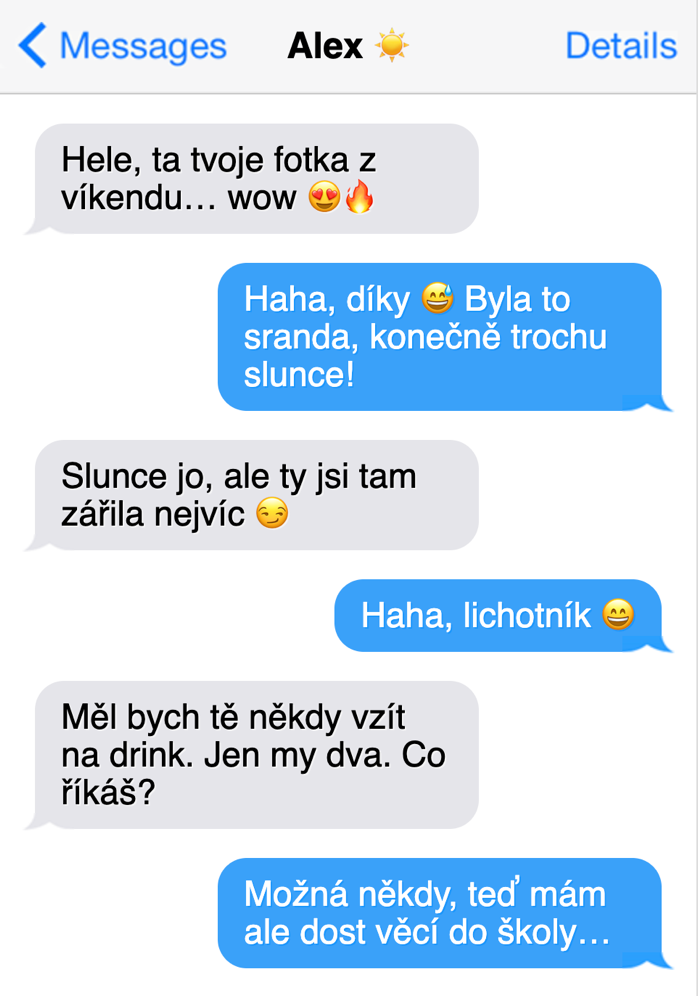 Messages Alex ☀️ Details
Hele, ta tvoje fotka z
víkendu... wow 😍🔥
Haha, díky 😅 Byla to
sranda, konečně trochu
slunce!
Slunce jo, ale ty jsi tam
zářila nejvíc 😏
Haha, lichotník 😄
Měl bych tě někdy vzít
na drink. Jen my dva. Co
říkáš?
Možná někdy, teď mám
ale dost věcí do školy...